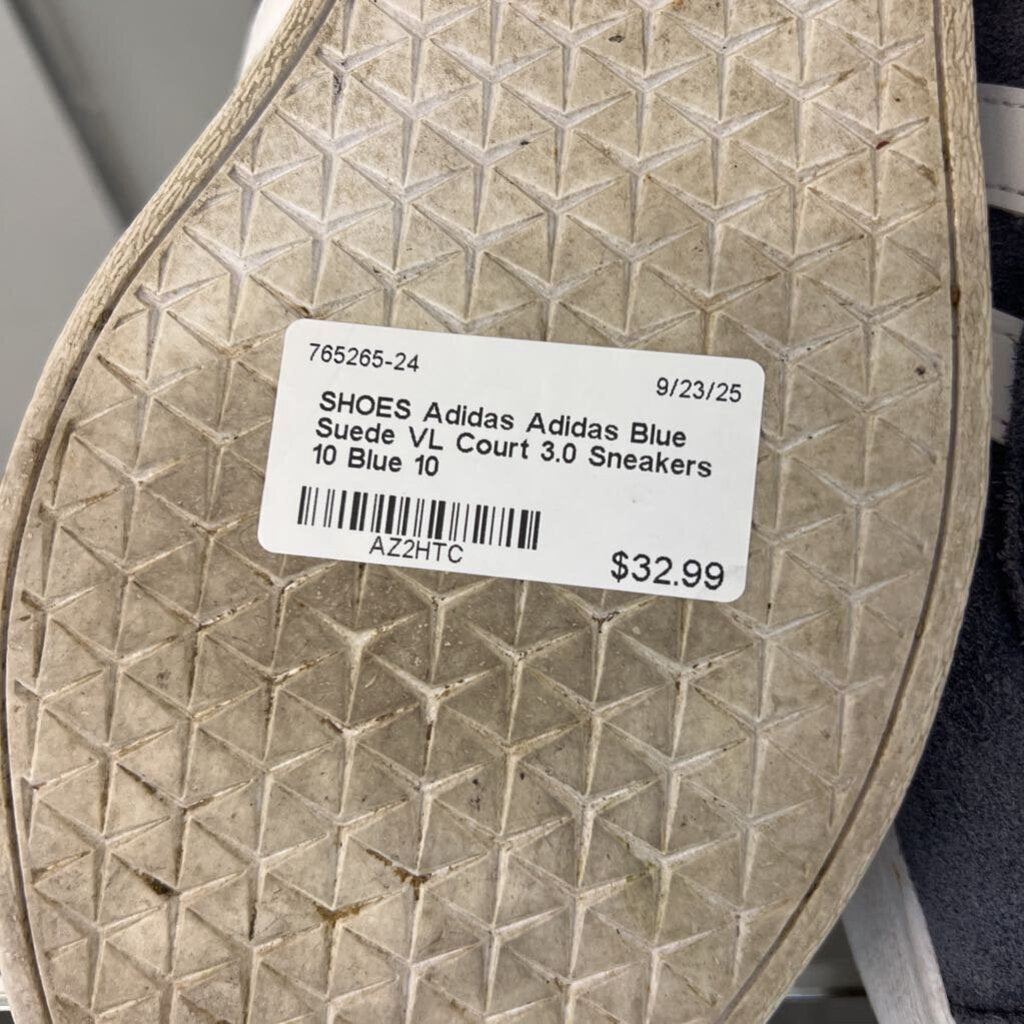 765265-24
9/23/25
SHOES Adidas Adidas Blue
Suede VL Court 3.0 Sneakers
10 Blue 10
AZ2HTC
$32.99